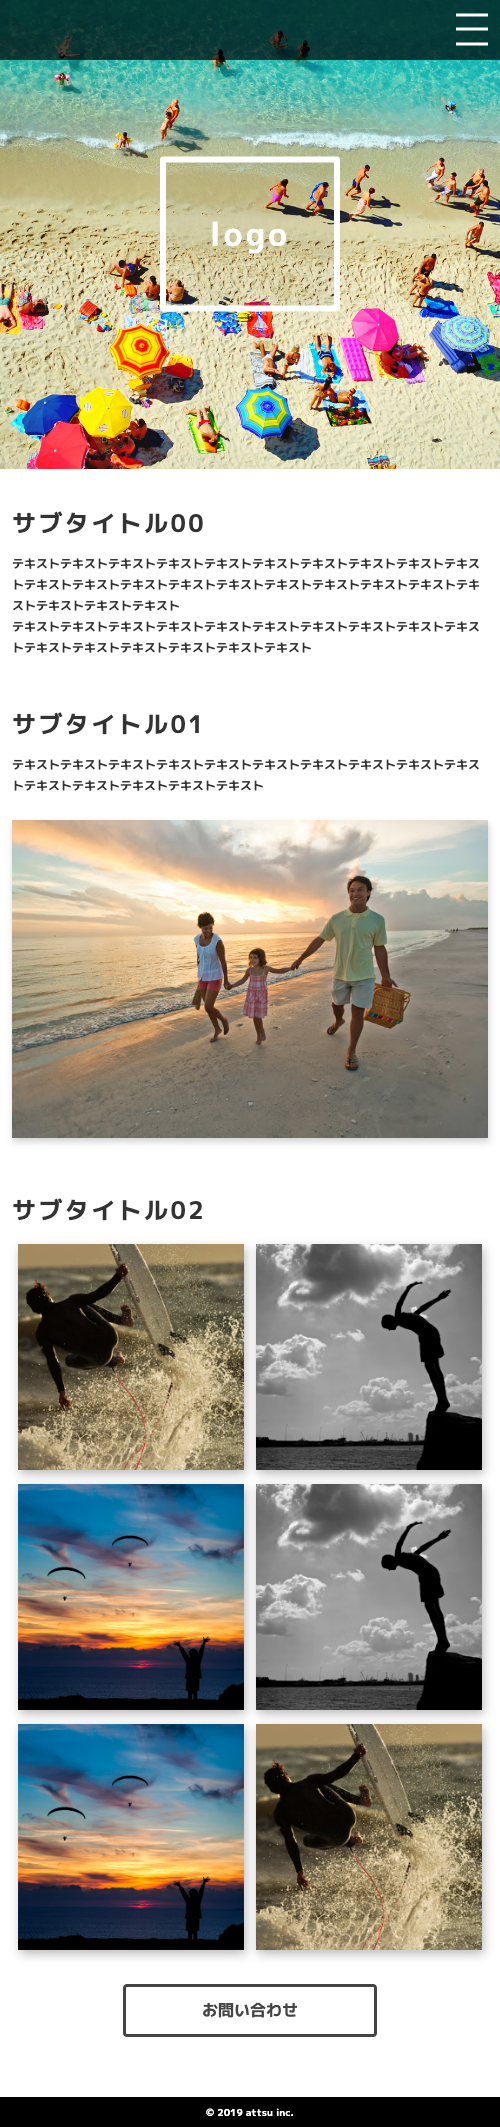 logo
サブタイトル00
テキストテキストテキストテキストテキストテキストテキストテキストテキストテキス
トテキストテキストテキストテキストテキストテキストテキストテキストテキストテキ
ストテキストテキストテキスト
テキストテキストテキストテキストテキストテキストテキストテキストテキストテキス
トテキストテキストテキストテキストテキストテキスト
サブタイトル01
テキストテキストテキストテキストテキストテキストテキストテキストテキストテキス
トテキストテキストテキストテキストテキスト
サブタイトル02
お問い合わせ
© 2019 attsu inc.